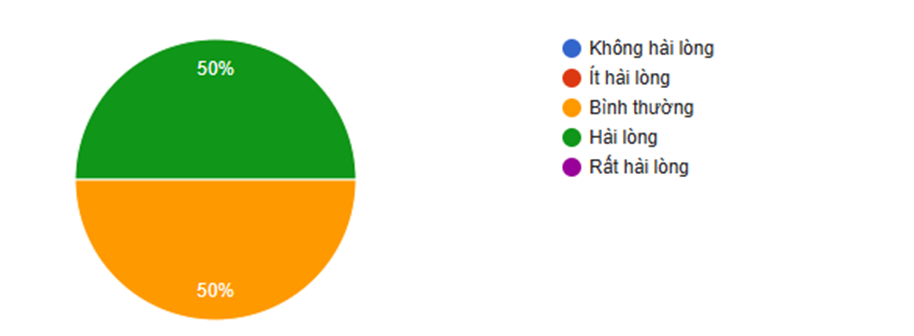 50%
50%
Không hài lòng
Ít hài lòng
Bình thường
Hài lòng
Rất hài lòng